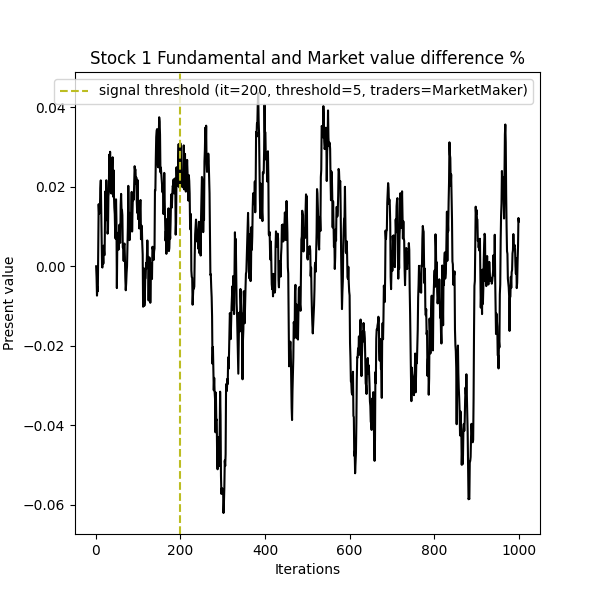 Stock 1 Fundamental and Market value difference %
signal threshold (it=200, threshold=5, traders=MarketMaker)
0.04
0.02
0.00
−0.02
−0.04
−0.06
Present value
0 200 400 600 800 1000
Iterations